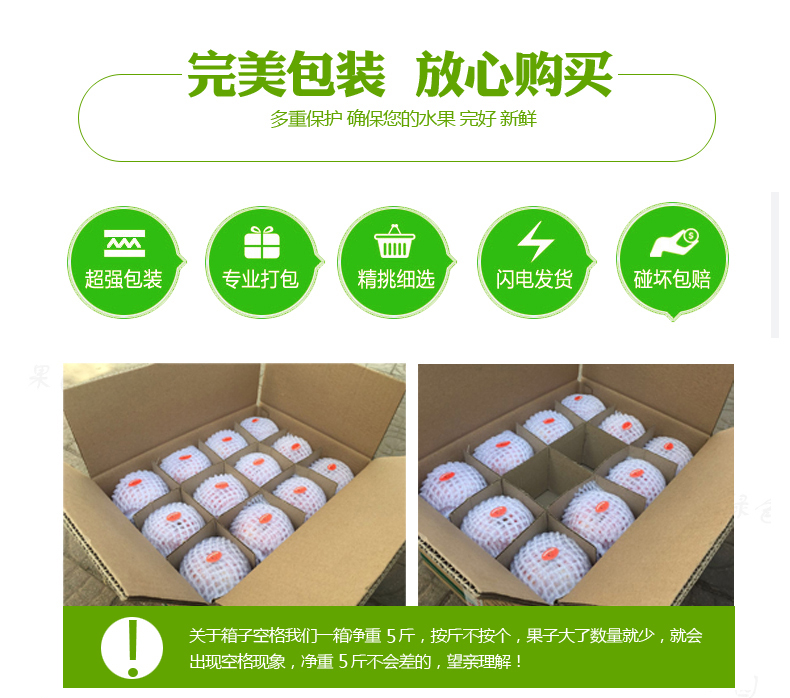 完美包装 放心购买
多重保护 确保您的水果 完好 新鲜
超强包装
专业打包
精挑细选
闪电发货
碰坏包赔
果
关于箱子空格我们一箱净重 5 斤，按斤不按个，果子大了数量就少，就会
出现空格现象，净重 5 斤不会差的，望亲理解！